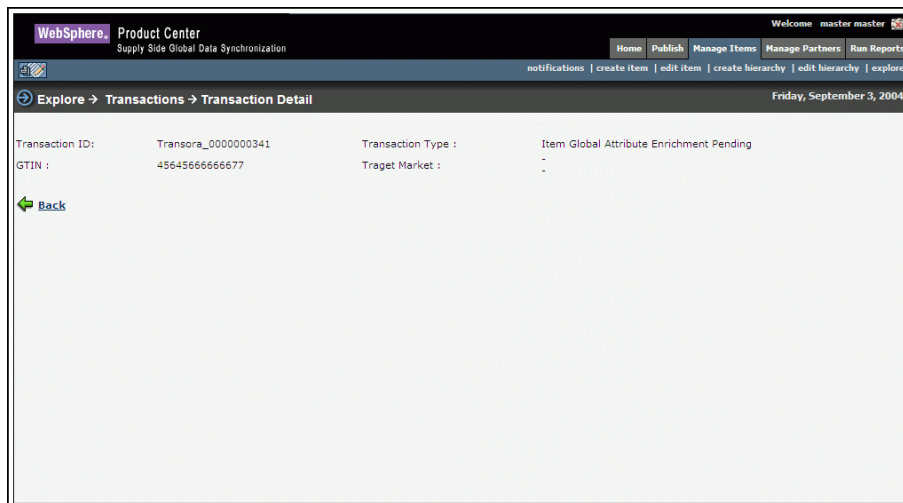 Welcome master master
WebSphere. Product Center
Supply Side Global Data Synchronization
Home Publish Manage Items Manage Partners Run Reports
notifications | create item | edit item | create hierarchy | edit hierarchy | explore
Explore → Transactions → Transaction Detail
Friday, September 3, 2004
Transaction ID: Transora_0000000341 Transaction Type : Item Global Attribute Enrichment Pending
GTIN : 45645666666677 Traget Market : -
-
Back